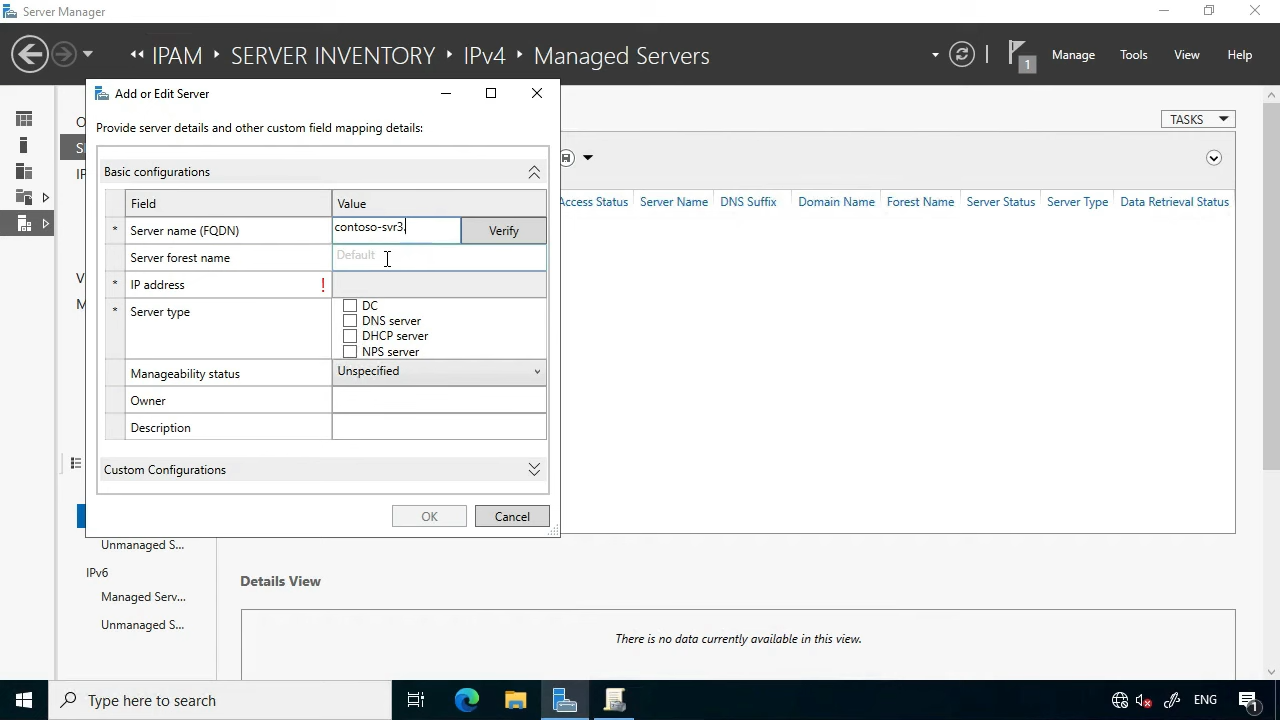 Server Manager
IPAM
SERVER INVENTORY
IPv4
Managed Servers
1
Manage
Tools
View
Help
Add or Edit Server
Provide server details and other custom field mapping details:
TASKS
Basic configurations
Field
Value
Access Status
Server Name
DNS Suffix
Domain Name
Forest Name
Server Status
Server Type
Data Retrieval Status
* Server name (FQDN)
contoso-svr3.
Verify
Server forest name
Default
* IP address
!
* Server type
DC
DNS server
DHCP server
NPS server
Manageability status
Unspecified
Owner
Description
Custom Configurations
OK
Cancel
Unmanaged S...
IPv6
Managed Serv...
Unmanaged S...
Details View
There is no data currently available in this view.
Type here to search
ENG
1